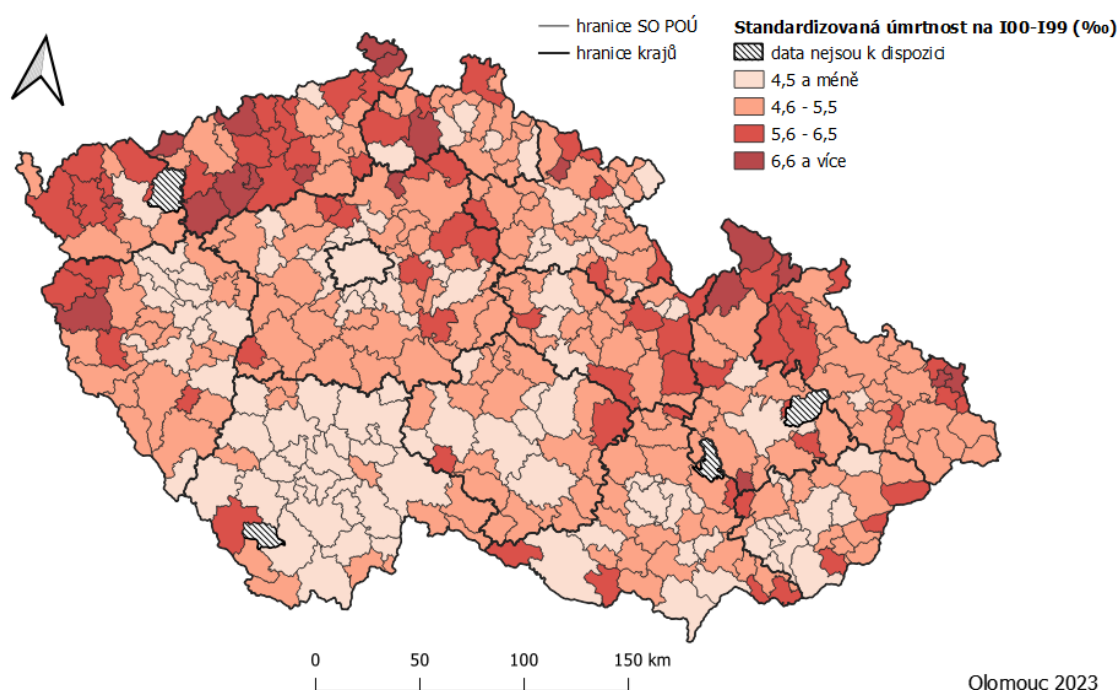 hranice SO POÚ
hranice krajů
Standardizovaná úmrtnost na I00-I99 (‰)
data nejsou k dispozici
4,5 a méně
4,6 - 5,5
5,6 - 6,5
6,6 a více
0 50 100 150 km
Olomouc 2023